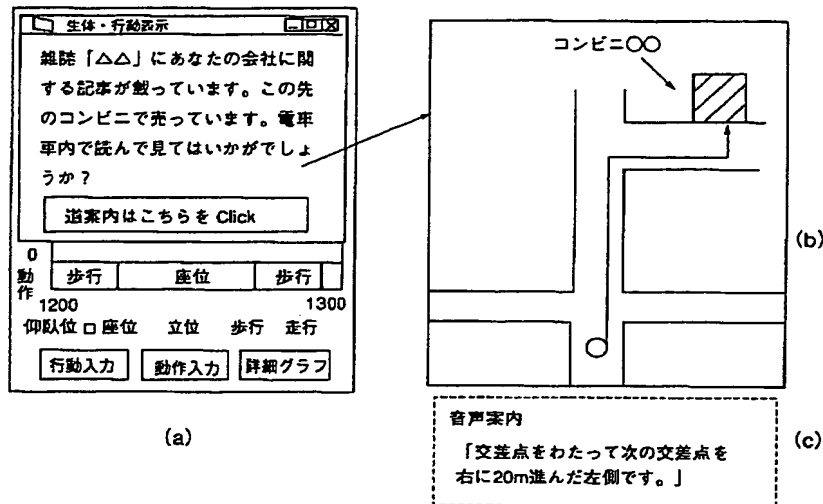 生体・行動表示
雑誌「△△」にあなたの会社に関
する記事が載っています。この先
のコンビニで売っています。電車
車内で読んで見てはいかがでしょ
うか?
道案内はこちらを Click
0
動作
歩行 座位 歩行
1200 1300
仰臥位 □ 座位 立位 歩行 走行
行動入力 動作入力 詳細グラフ
(a)
コンビニ○○
(b)
音声案内
「交差点をわたって次の交差点を
右に20m進んだ左側です。」
(c)